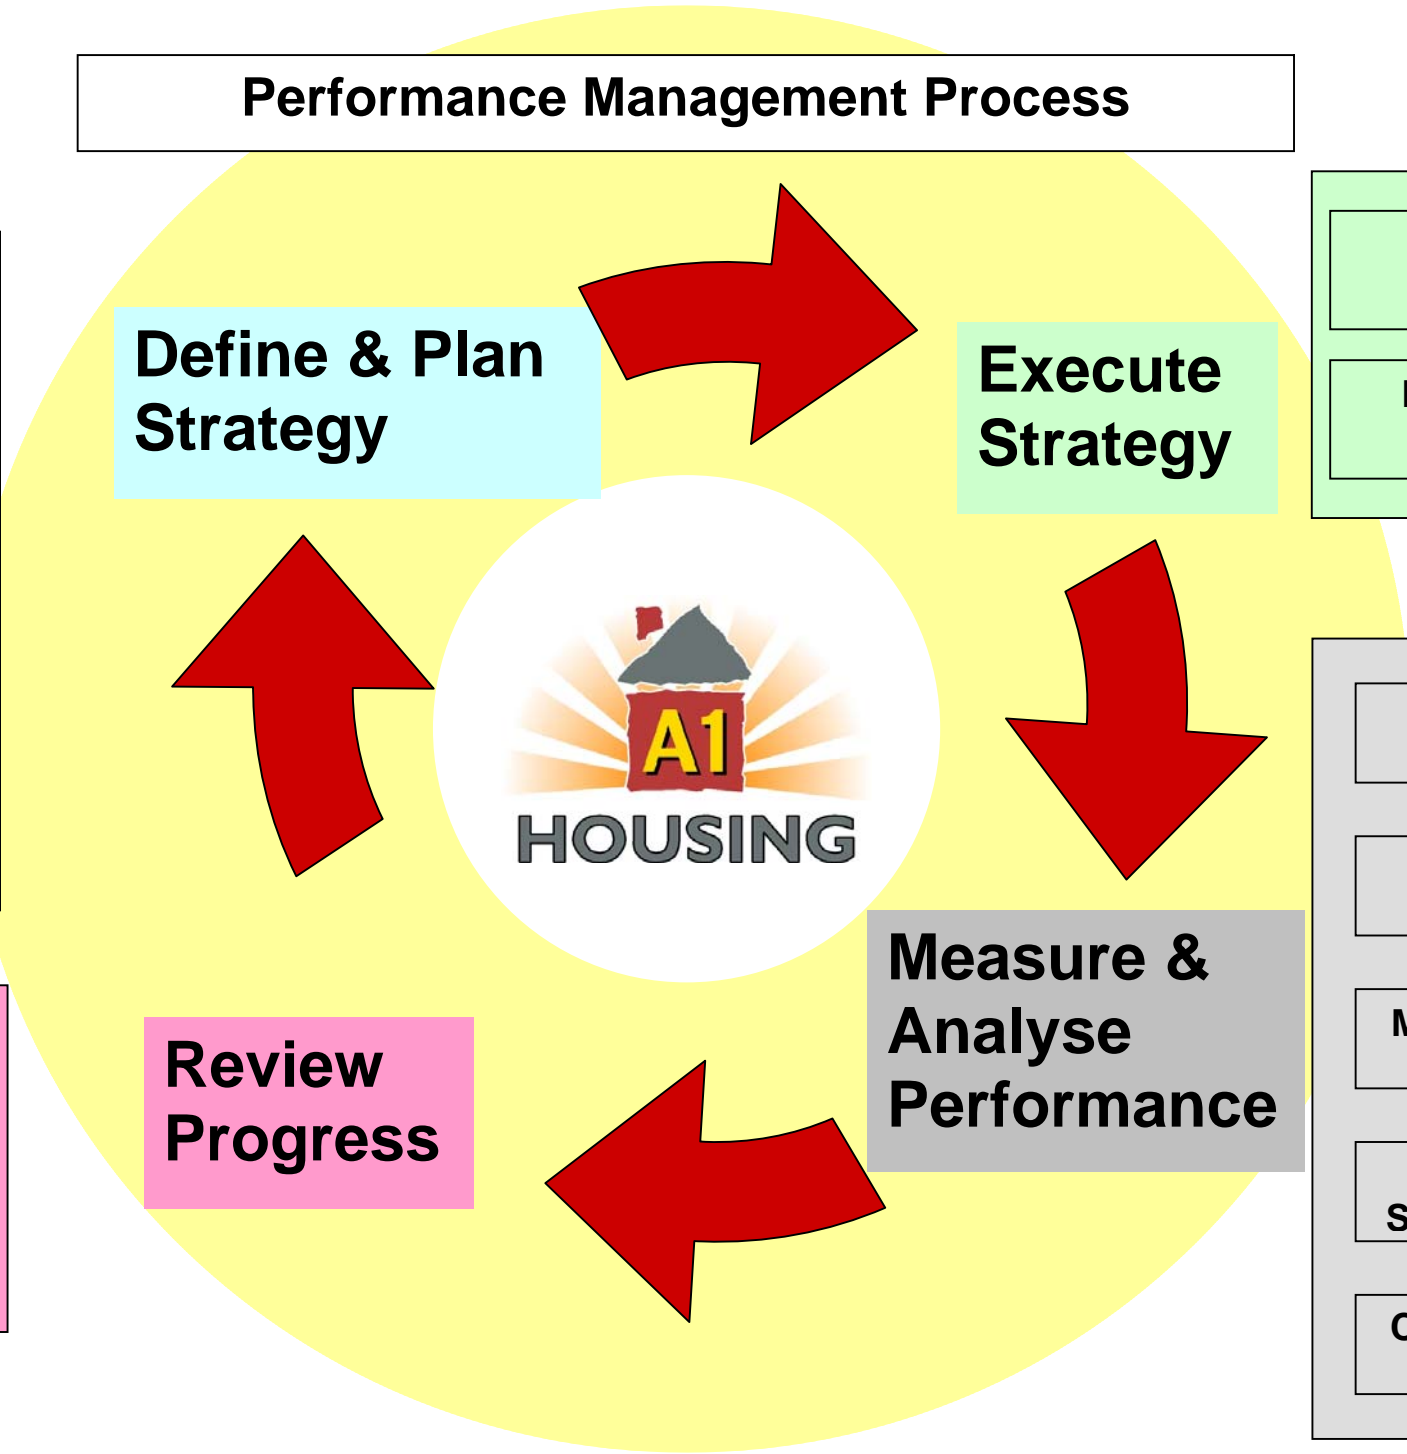 Performance Management Process
Define & Plan
Strategy
Execute
Strategy
A1
HOUSING
Measure &
Analyse
Performance
Review
Progress